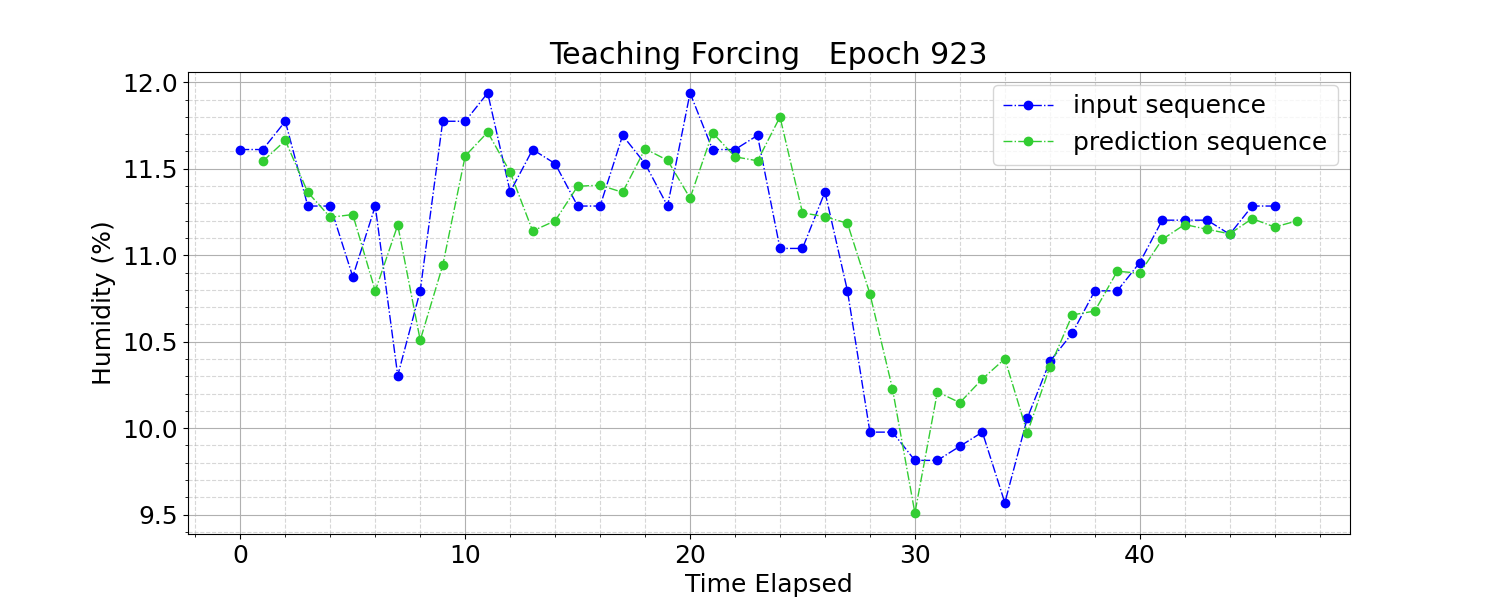 Teaching Forcing   Epoch 923
12.0
11.5
11.0
10.5
10.0
9.5
Humidity (%)
input sequence
prediction sequence
0 10 20 30 40
Time Elapsed